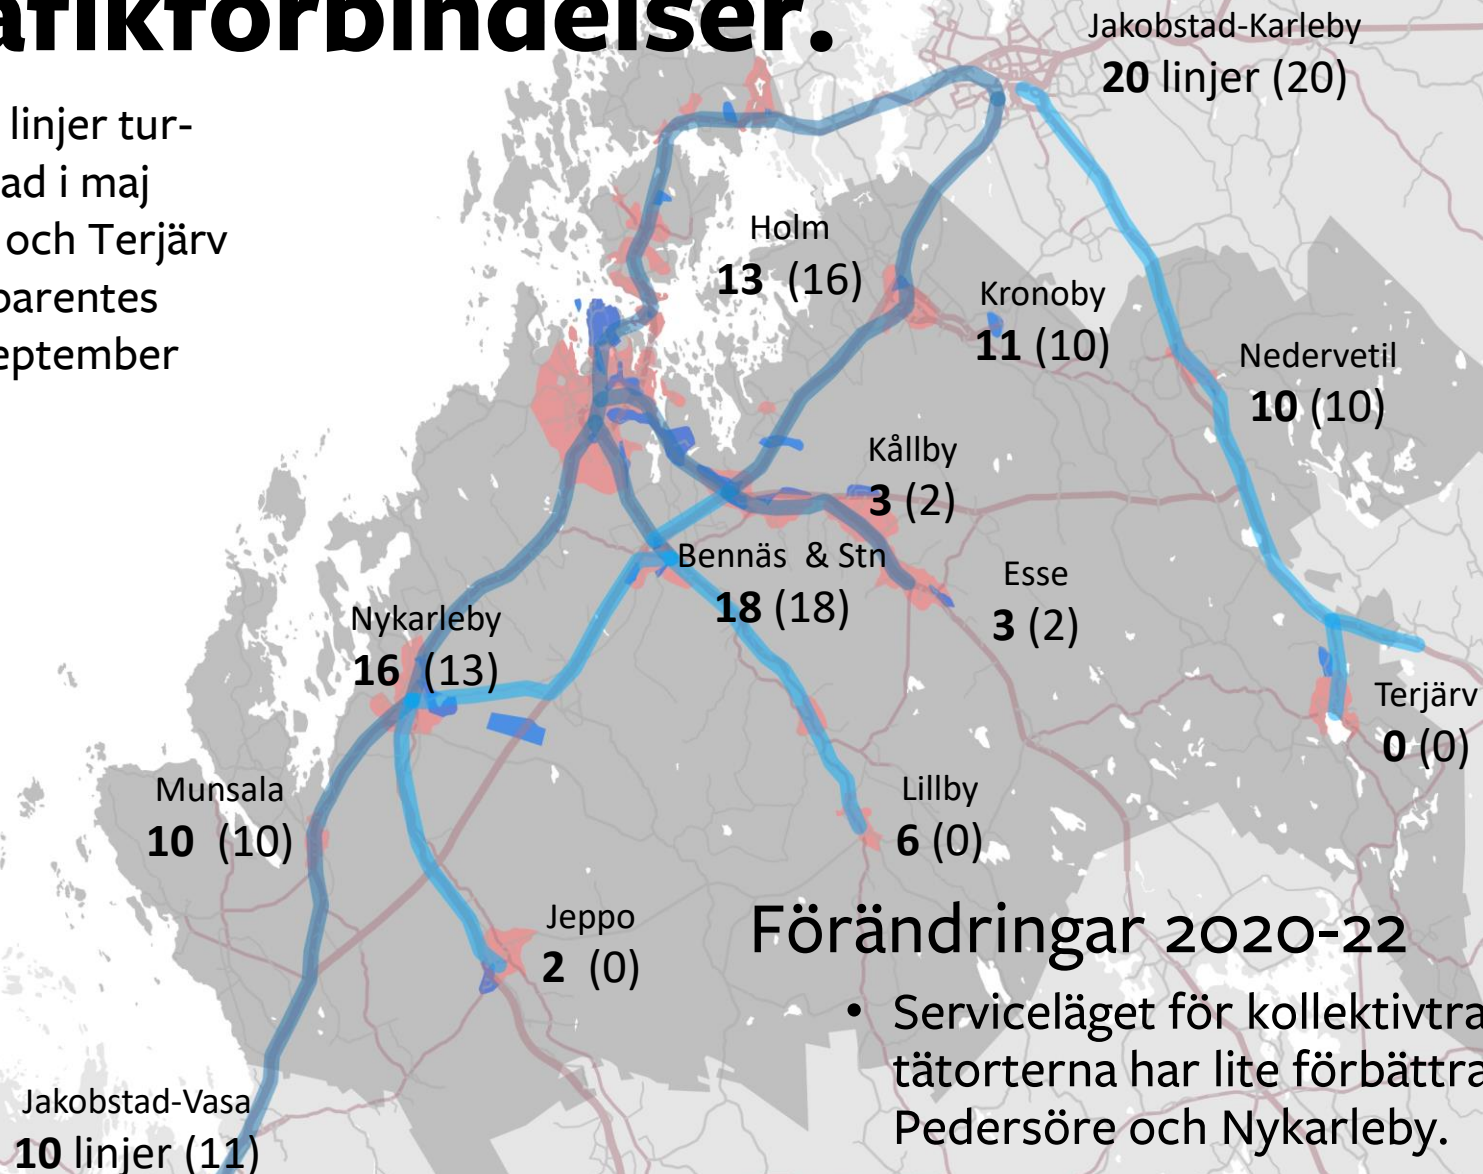 afikförbindelser.
linjer tur-
ad i maj
och Terjärv
parentes
eptember
Jakobstad-Karleby
20 linjer (20)
Holm
13 (16)
Kronoby
11 (10)
Nedervetil
10 (10)
Kållby
3 (2)
Bennäs & Stn
18 (18)
Esse
3 (2)
Nykarleby
16 (13)
Terjärv
0 (0)
Munsala
10 (10)
Lillby
6 (0)
Jeppo
2 (0)
Jakobstad-Vasa
10 linjer (11)
Förändringar 2020-22
• Serviceläget för kollektivtra
tätorterna har lite förbättra
Pedersöre och Nykarleby.